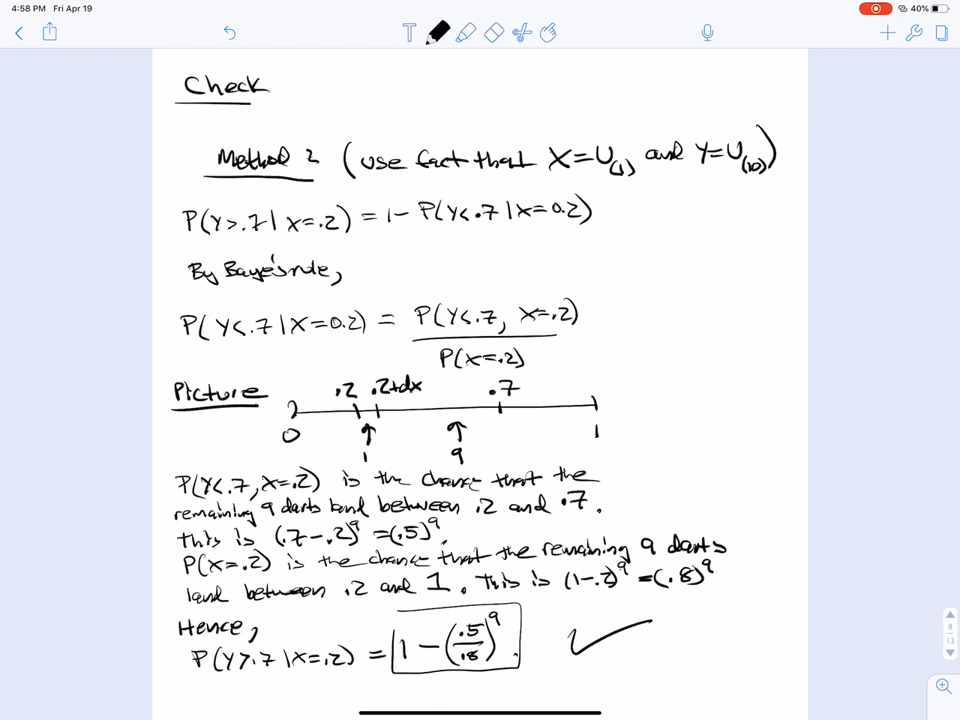 4:58 PM Fri Apr 19
40%
T
Check
Method 2 (use fact that X=U(1) and Y=U(10))
P(Y>.7 | X=.2) = 1- P(Y<.7 | X=0.2)
By Baye's rule,
P(Y<.7 | X=0.2) = P(Y<.7, X=.2)
P(X=.2)
Picture
.2 .2+dx .7
0 1
1 9
P(Y<.7, X=.2) is the chance that the
remaining 9 darts land between .2 and .7.
This is (.7-.2)^9 = (.5)^9.
P(X=.2) is the chance that the remaining 9 darts
land between .2 and 1. This is (1-.2)^9 = (.8)^9
Hence,
P(Y>.7 | X=.2) = 1 - (.5/.8)^9.
8
13